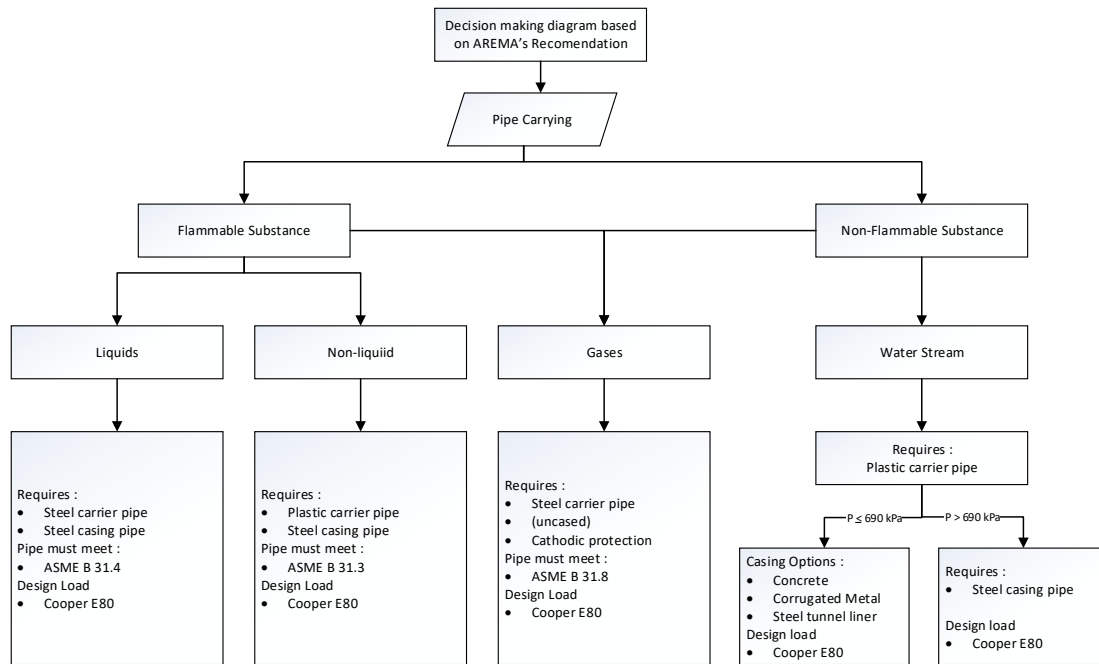 Decision making diagram based
on AREMA's Recomendation
Pipe Carrying
Flammable Substance
Non-Flammable Substance
Liquids
Non-liquiid
Gases
Water Stream
Requires :
• Steel carrier pipe
• Steel casing pipe
Pipe must meet :
• ASME B 31.4
Design Load
• Cooper E80
Requires :
• Plastic carrier pipe
• Steel casing pipe
Pipe must meet :
• ASME B 31.3
Design Load
• Cooper E80
Requires :
• Steel carrier pipe
• (uncased)
• Cathodic protection
Pipe must meet :
• ASME B 31.8
Design Load
• Cooper E80
Requires :
Plastic carrier pipe
P ≤ 690 kPa
P > 690 kPa
Casing Options :
• Concrete
• Corrugated Metal
• Steel tunnel liner
Design load
• Cooper E80
Requires :
• Steel casing pipe
Design load
• Cooper E80